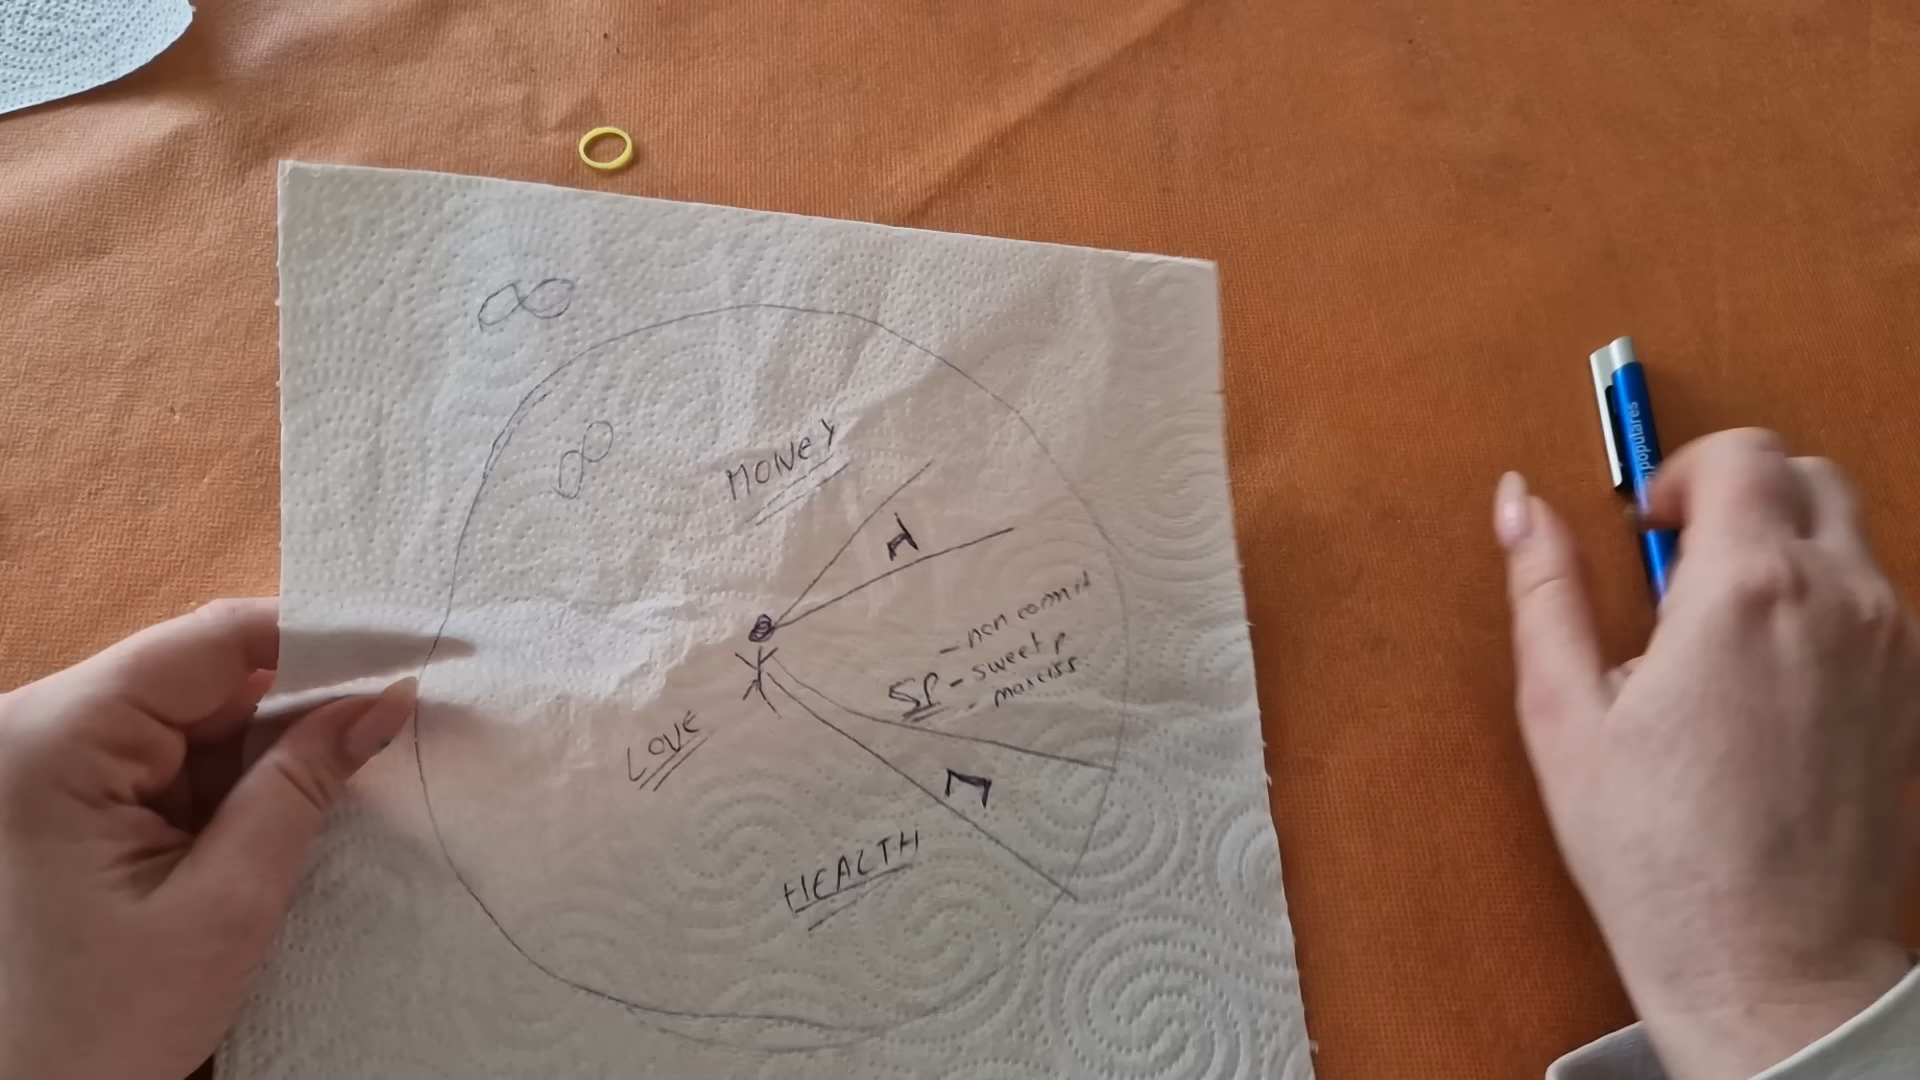 ∞
∞
MONeY
- non commit
SP - sweet p
- narciss.
LOVE
HEALTH
populares